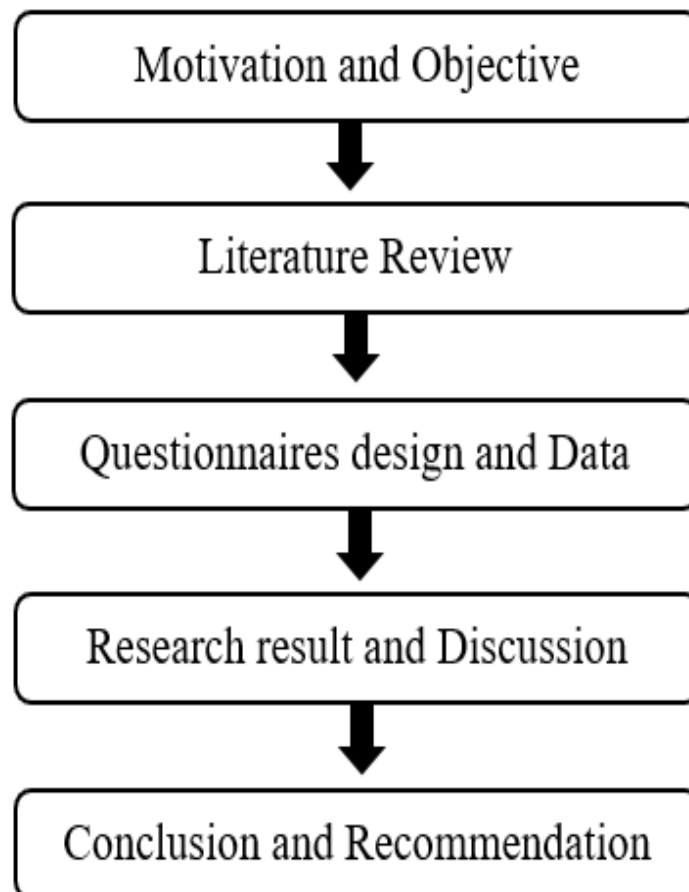 Motivation and Objective
Literature Review
Questionnaires design and Data
Research result and Discussion
Conclusion and Recommendation